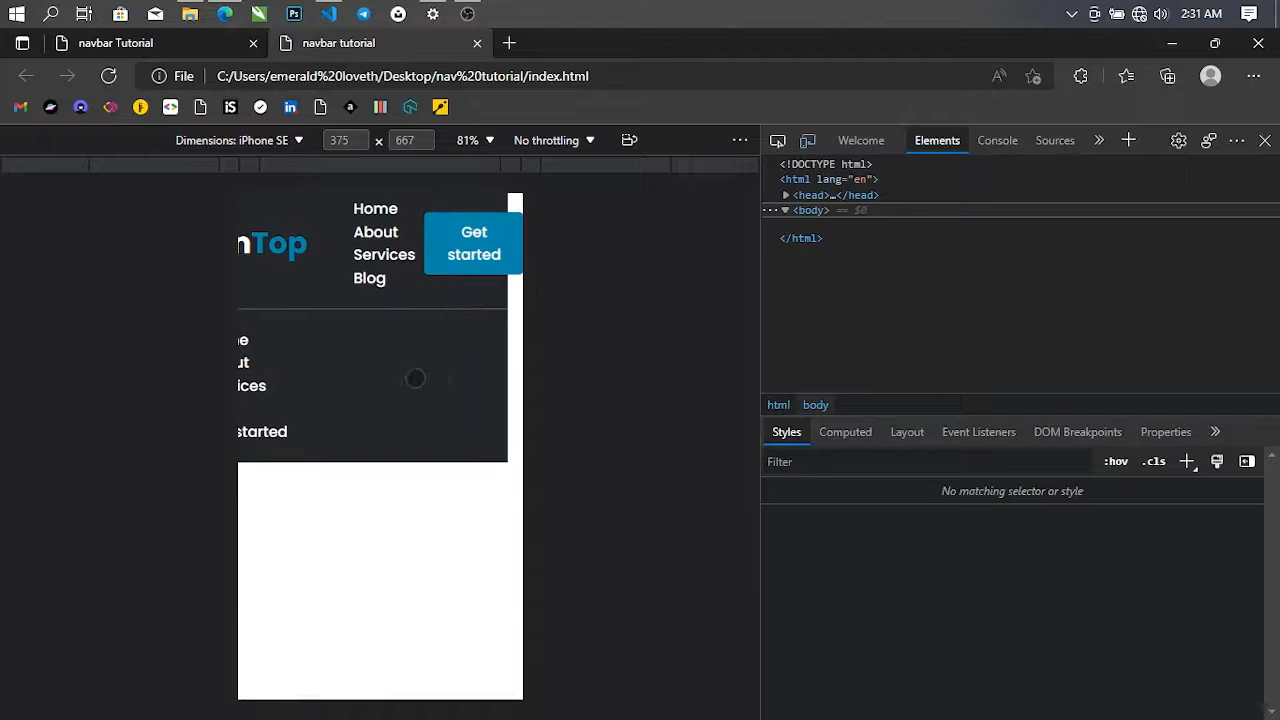 2:31 AM
navbar Tutorial
navbar tutorial
File
C:/Users/emerald%20loveth/Desktop/nav%20tutorial/index.html
Dimensions: iPhone SE
375 × 667
81%
No throttling
Welcome
Elements
Console
Sources
<!DOCTYPE html>
<html lang="en">
<head>…</head>
<body> == $0
</html>
nTop
Home
About
Services
Blog
Get
started
e
ut
ices
started
html
body
Styles
Computed
Layout
Event Listeners
DOM Breakpoints
Properties
Filter
:hov
.cls
No matching selector or style